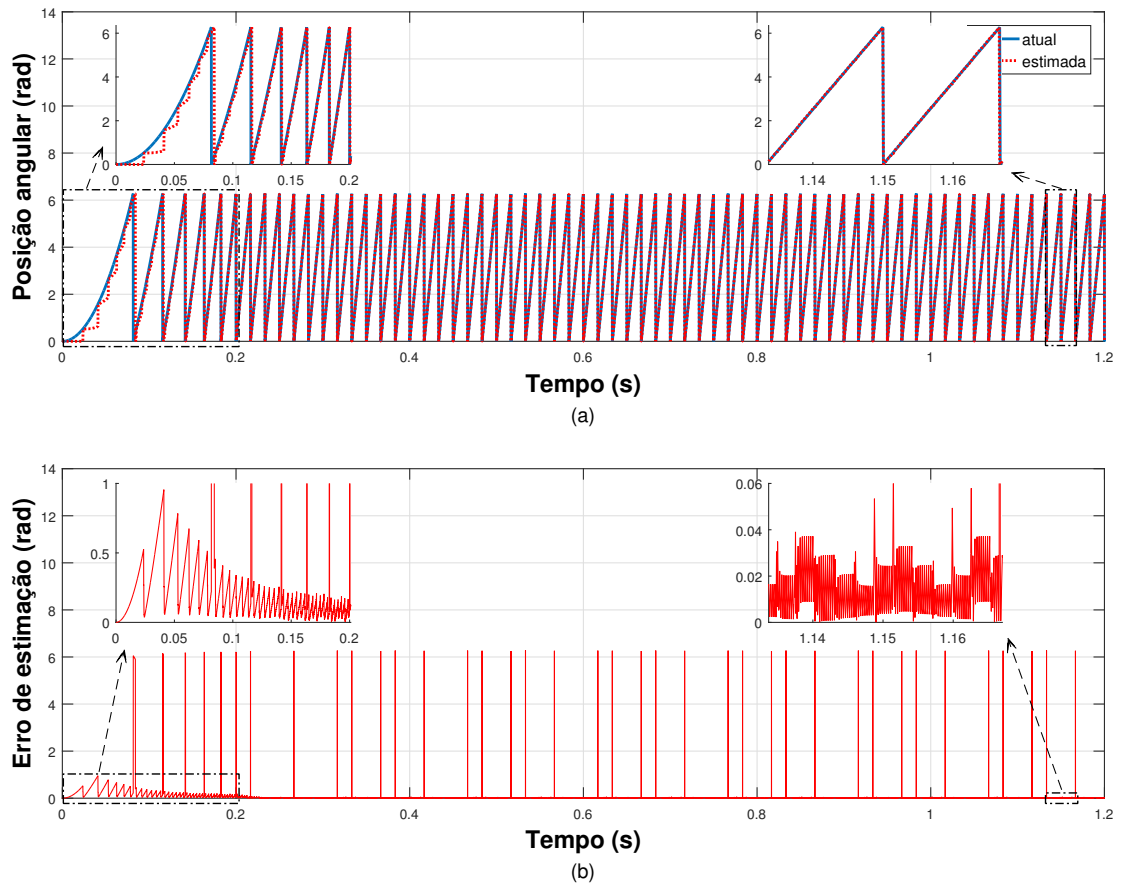 14
12
10
8
6
4
2
0
Posição angular (rad)
6
4
2
0
0 0.05 0.1 0.15 0.2
6
4
2
0
1.14 1.15 1.16
atual
estimada
0 0.2 0.4 0.6 0.8 1 1.2
Tempo (s)
(a)
14
12
10
8
6
4
2
0
Erro de estimação (rad)
1
0.5
0
0 0.05 0.1 0.15 0.2
0.06
0.04
0.02
0
1.14 1.15 1.16
0 0.2 0.4 0.6 0.8 1 1.2
Tempo (s)
(b)